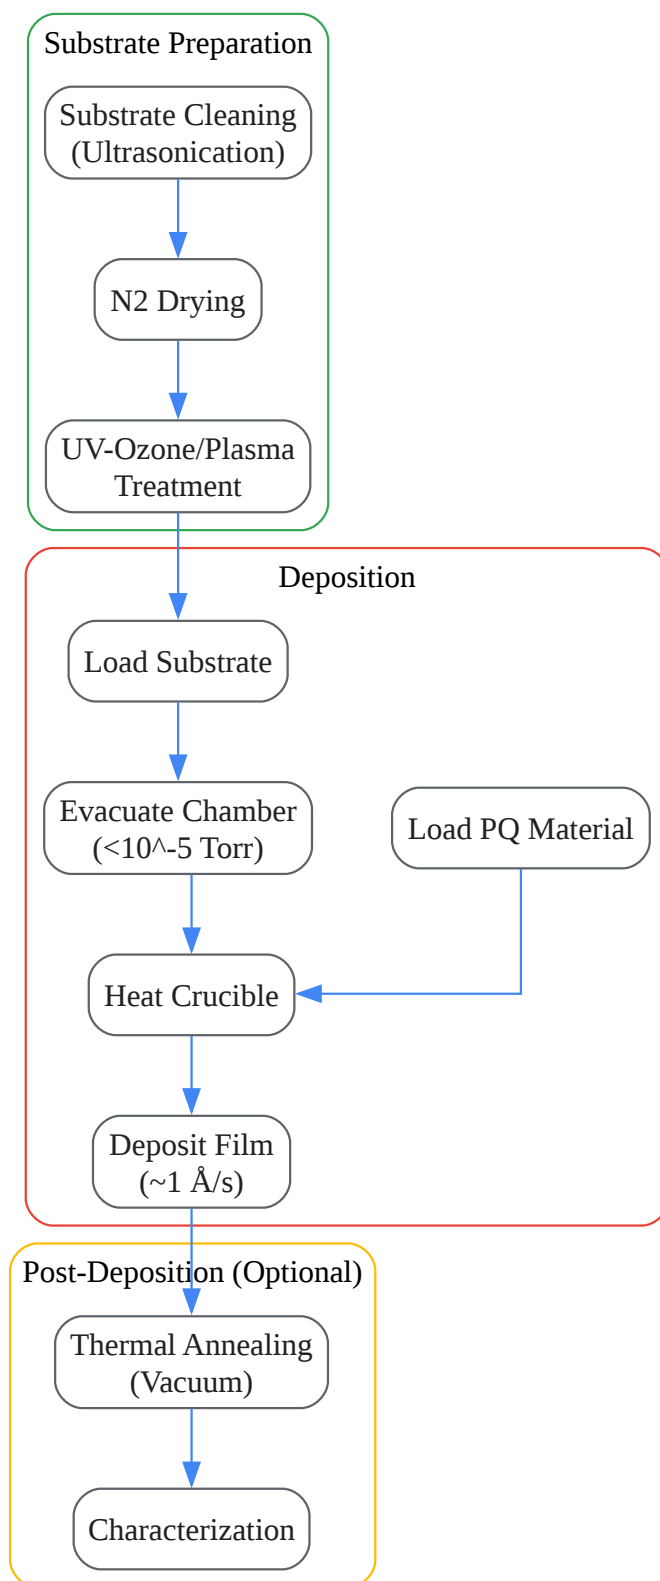 Substrate Preparation
Substrate Cleaning
(Ultrasonication)
N2 Drying
UV-Ozone/Plasma
Treatment
Deposition
Load Substrate
Evacuate Chamber
(<10^-5 Torr)
Load PQ Material
Heat Crucible
Deposit Film
(~1 Å/s)
Post-Deposition (Optional)
Thermal Annealing
(Vacuum)
Characterization